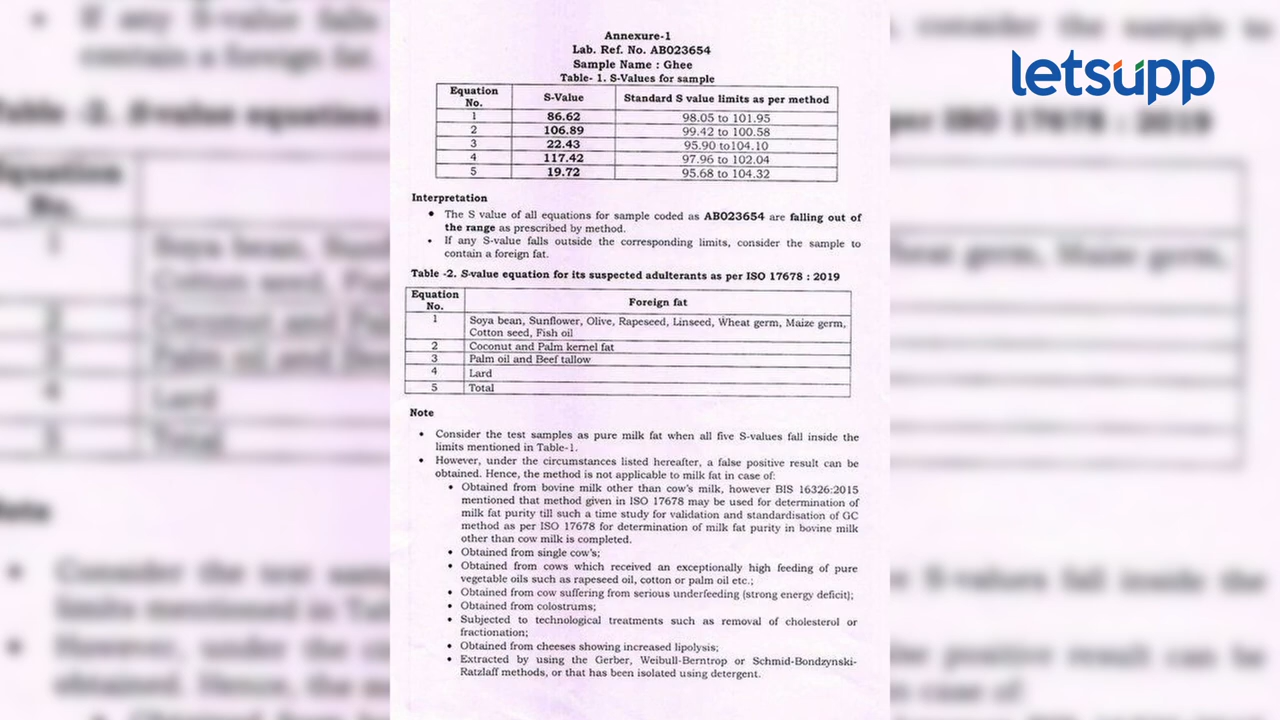 letsupp
Annexure-1
Lab. Ref. No. AB023654
Sample Name : Ghee
Table- 1. S-Values for sample
Equation No. S-Value Standard S value limits as per method
1 86.62 98.05 to 101.95
2 106.89 99.42 to 100.58
3 22.43 95.90 to104.10
4 117.42 97.96 to 102.04
5 19.72 95.68 to 104.32
Interpretation
• The S value of all equations for sample coded as AB023654 are falling out of
the range as prescribed by method.
• If any S-value falls outside the corresponding limits, consider the sample to
contain a foreign fat.
Table -2. S-value equation for its suspected adulterants as per ISO 17678 : 2019
Equation No. Foreign fat
1 Soya bean, Sunflower, Olive, Rapeseed, Linseed, Wheat germ, Maize germ,
Cotton seed, Fish oil
2 Coconut and Palm kernel fat
3 Palm oil and Beef tallow
4 Lard
5 Total
Note
• Consider the test samples as pure milk fat when all five S-values fall inside the
limits mentioned in Table-1.
• However, under the circumstances listed hereafter, a false positive result can be
obtained. Hence, the method is not applicable to milk fat in case of:
• Obtained from bovine milk other than cow's milk, however BIS 16326:2015
mentioned that method given in ISO 17678 may be used for determination of
milk fat purity till such a time study for validation and standardisation of GC
method as per ISO 17678 for determination of milk fat purity in bovine milk
other than cow milk is completed.
• Obtained from single cow's;
• Obtained from cows which received an exceptionally high feeding of pure
vegetable oils such as rapeseed oil, cotton or palm oil etc.;
• Obtained from cow suffering from serious underfeeding (strong energy deficit);
• Obtained from colostrums;
• Subjected to technological treatments such as removal of cholesterol or
fractionation;
• Obtained from cheeses showing increased lipolysis;
• Extracted by using the Gerber, Weibull-Berntrop or Schmid-Bondzynski-
Ratzlaff methods, or that has been isolated using detergent.